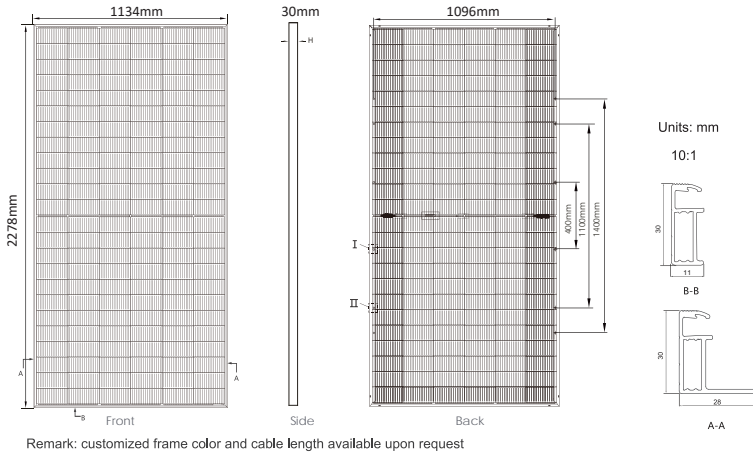 1134mm
30mm
1096mm
H
2278mm
Units: mm
10:1
400mm
1100mm
1400mm
I
II
30
11
B-B
A
A
B
30
28
A-A
Front
Side
Back
Remark: customized frame color and cable length available upon request